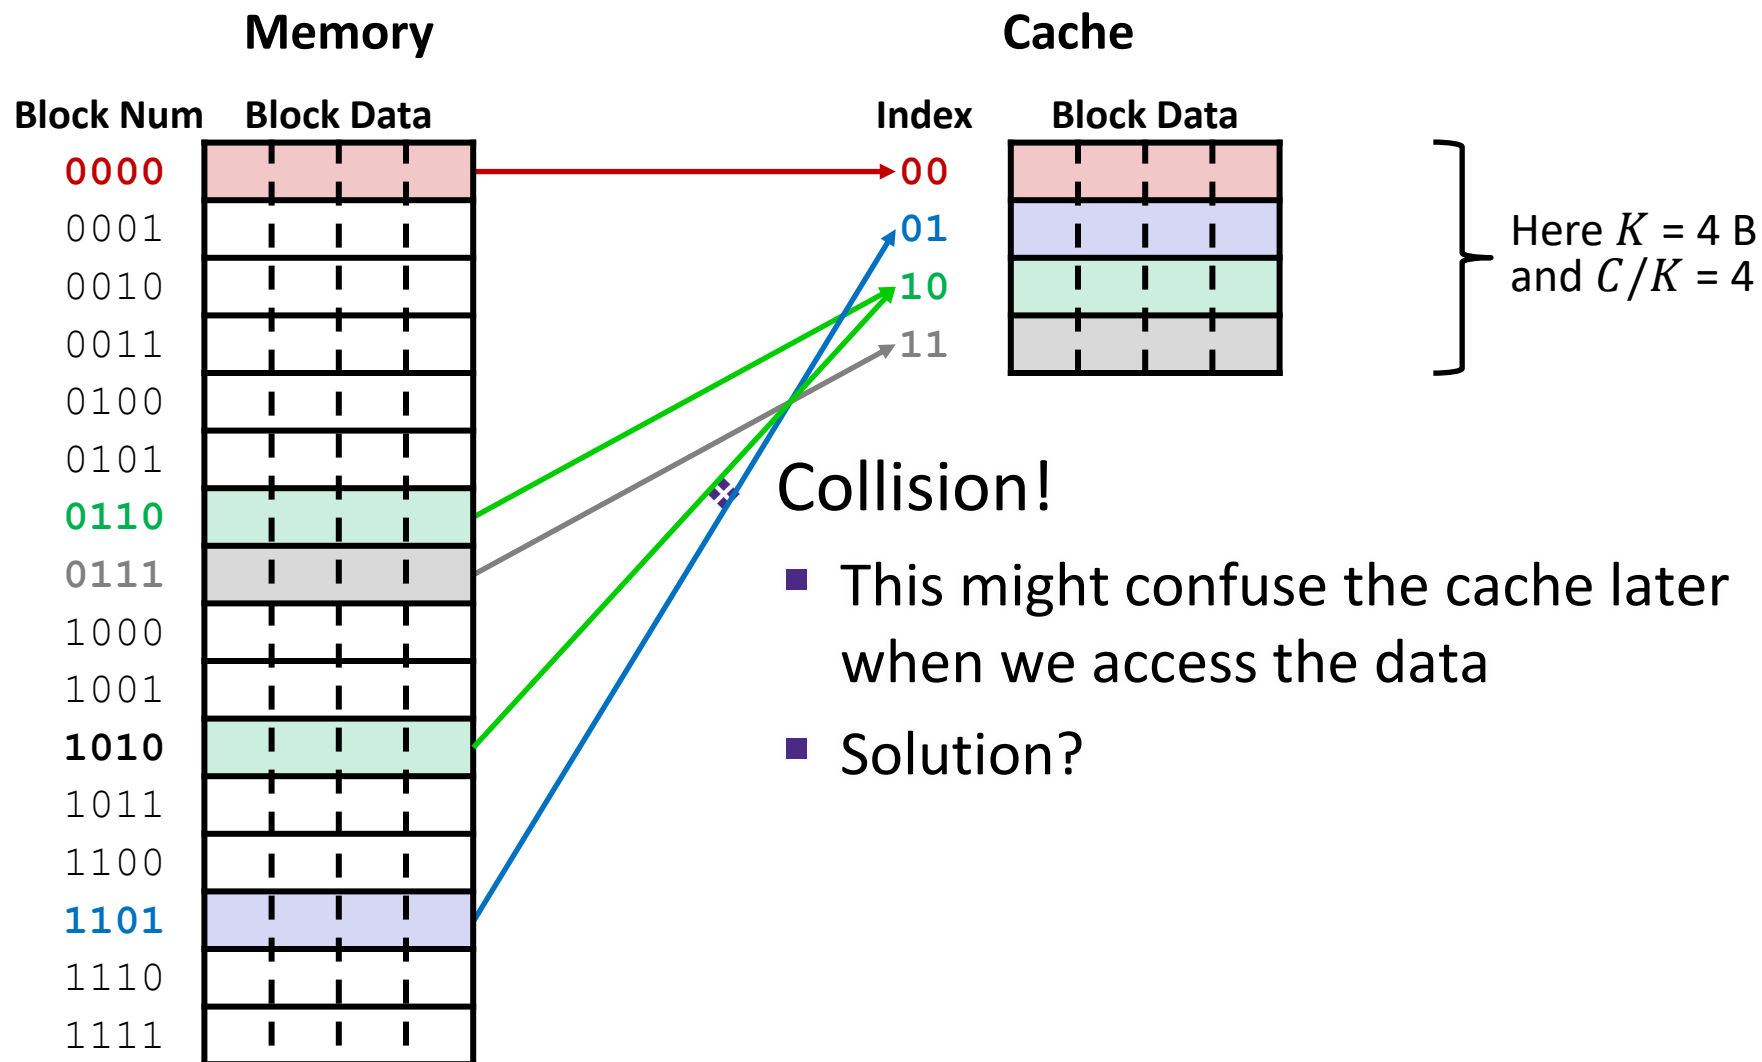 Memory
Cache
Block Num Block Data
Index Block Data
0000
0001
0010
0011
0100
0101
0110
0111
1000
1001
1010
1011
1100
1101
1110
1111
00
01
10
11
Here K = 4 B
and C/K = 4
Collision!
This might confuse the cache later
when we access the data
Solution?